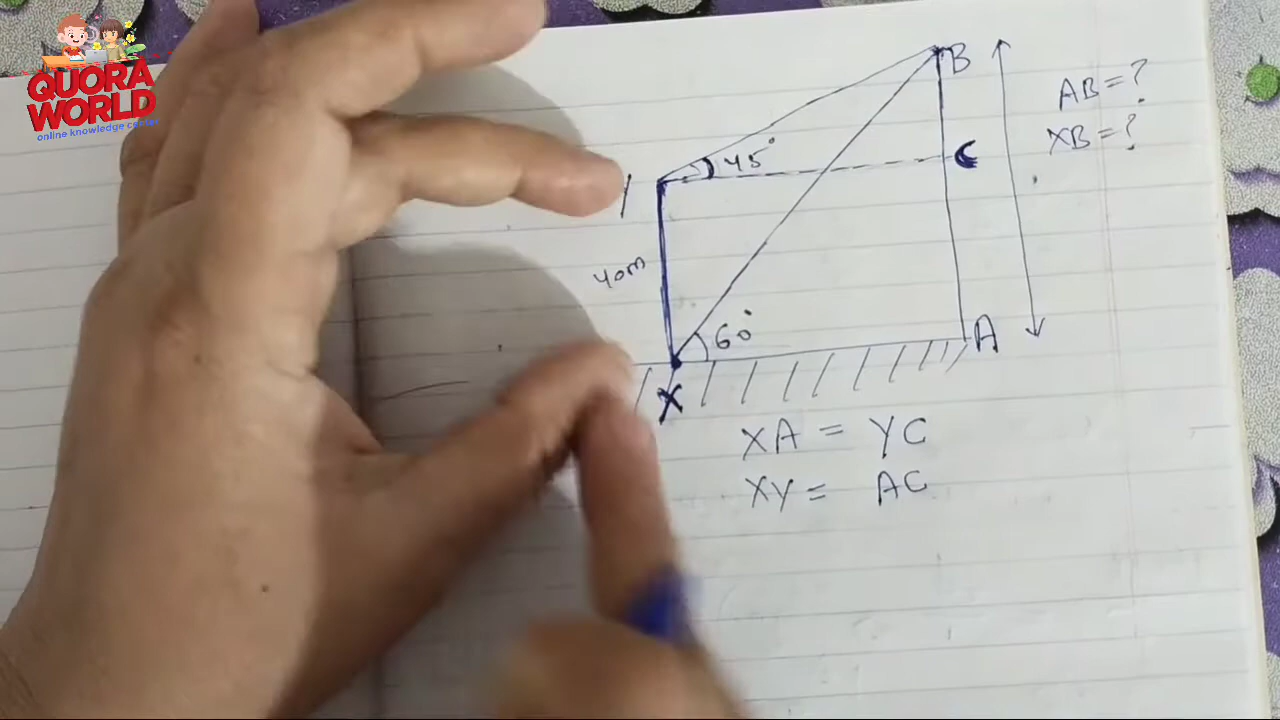 QUORA
WORLD
online knowledge center
B
AB = ?
XB = ?
45°
C
Y
40m
60°
A
X
XA = YC
XY = AC